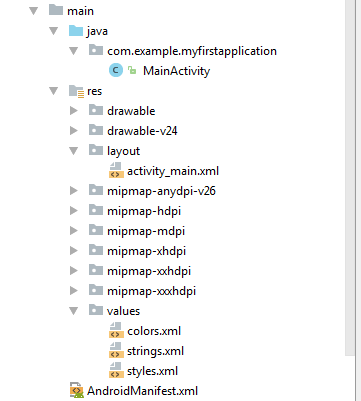 main
java
com.example.myfirstapplication
MainActivity
res
drawable
drawable-v24
layout
activity_main.xml
mipmap-anydpi-v26
mipmap-hdpi
mipmap-mdpi
mipmap-xhdpi
mipmap-xxhdpi
mipmap-xxxhdpi
values
colors.xml
strings.xml
styles.xml
AndroidManifest.xml